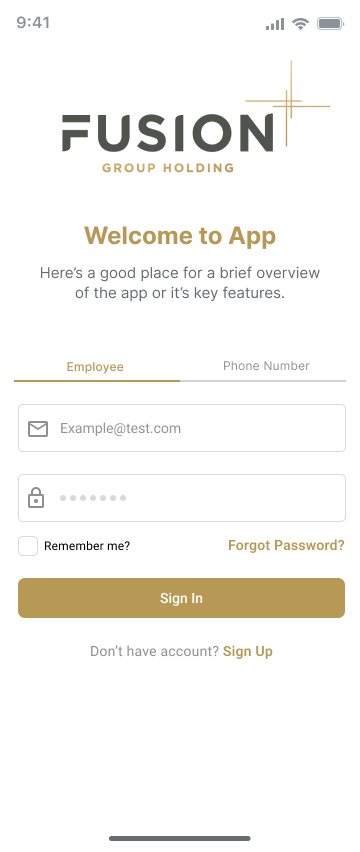 9:41
FUSION
GROUP HOLDING
Welcome to App
Here's a good place for a brief overview
of the app or it's key features.
Employee
Phone Number
Example@test.com
Remember me?
Forgot Password?
Sign In
Don't have account? Sign Up